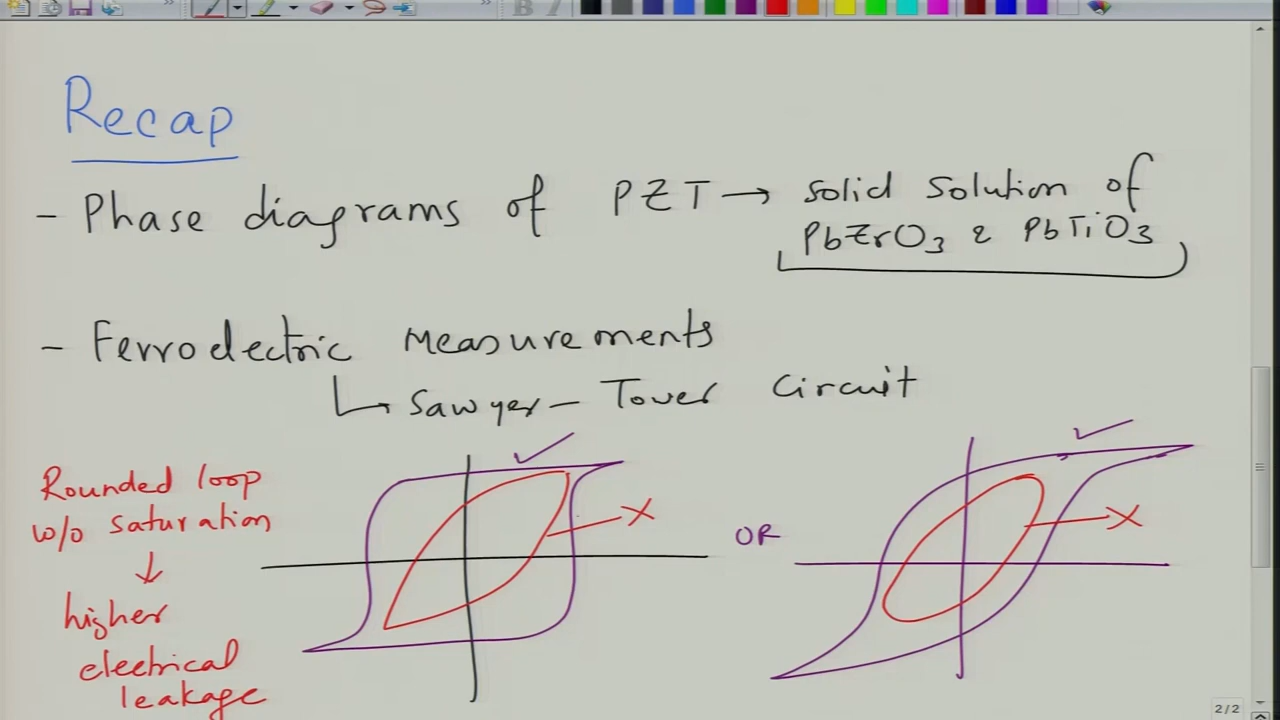 Recap
- Phase diagrams of PZT → solid solution of
PbZrO3 & PbTiO3
- Ferroelectric Measurements
↳ Sawyer - Tower Circuit
Rounded loop
w/o saturation
↓
higher
electrical
leakage
✓
X
OR
✓
X
2/2